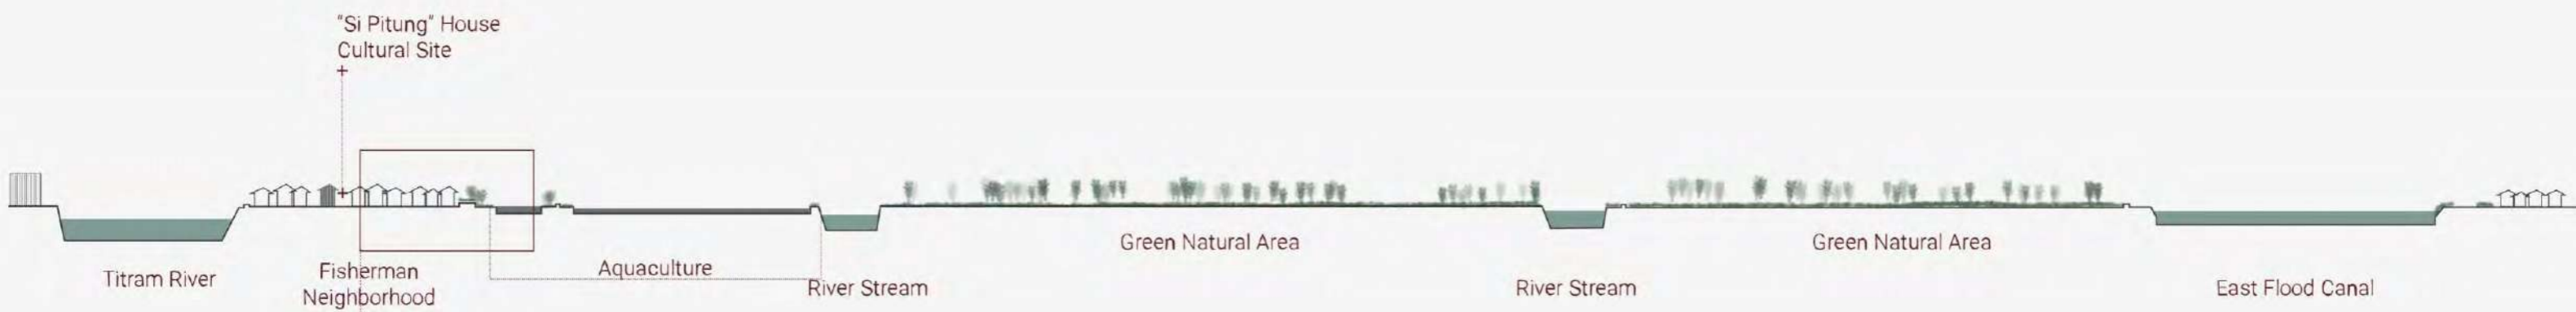 "Si Pitung" House
Cultural Site
Titram River
Fisherman
Neighborhood
Aquaculture
River Stream
Green Natural Area
River Stream
Green Natural Area
East Flood Canal